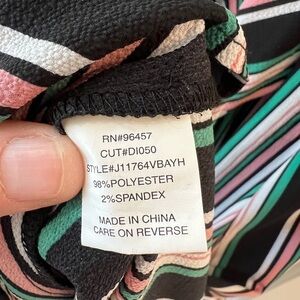 RN#96457
CUT#DI050
STYLE#J11764VBAYH
98%POLYESTER
2%SPANDEX
MADE IN CHINA
CARE ON REVERSE